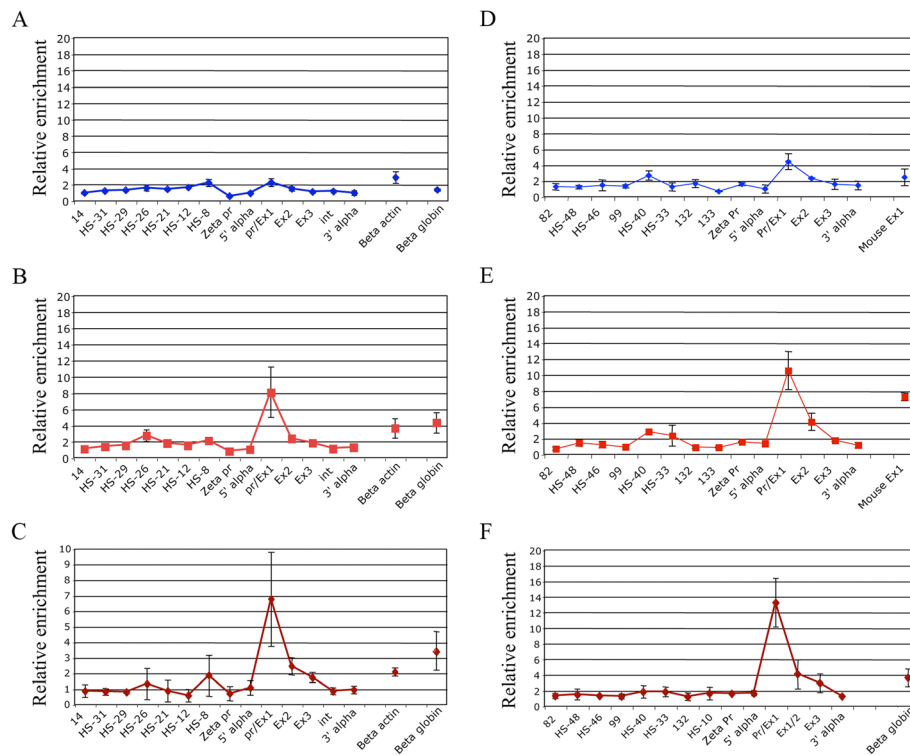 A
Relative enrichment
20
18
16
14
12
10
8
6
4
2
0
14
HS-31
HS-29
HS-26
HS-21
HS-12
HS-8
Zeta pr
5' alpha
pr/Ex1
Ex2
Ex3
int
3' alpha
Beta actin
Beta globin
B
Relative enrichment
20
18
16
14
12
10
8
6
4
2
0
14
HS-31
HS-29
HS-26
HS-21
HS-12
HS-8
Zeta pr
5' alpha
pr/Ex1
Ex2
Ex3
int
3' alpha
Beta actin
Beta globin
C
Relative enrichment
10
9
8
7
6
5
4
3
2
1
0
14
HS-31
HS-29
HS-26
HS-21
HS-12
HS-8
Zeta pr
5' alpha
pr/Ex1
Ex2
Ex3
int
3' alpha
Beta actin
Beta globin
D
Relative enrichment
20
18
16
14
12
10
8
6
4
2
0
82
HS-48
HS-46
99
HS-40
HS-33
132
133
Zeta Pr
5' alpha
Pr/Ex1
Ex2
Ex3
3' alpha
Mouse Ex1
E
Relative enrichment
20
18
16
14
12
10
8
6
4
2
0
82
HS-48
HS-46
99
HS-40
HS-33
132
133
Zeta Pr
5' alpha
Pr/Ex1
Ex2
Ex3
3' alpha
Mouse Ex1
F
Relative enrichment
20
18
16
14
12
10
8
6
4
2
0
82
HS-48
HS-46
99
HS-40
HS-33
132
HS-10
Zeta Pr
5' alpha
Pr/Ex1
Ex1/2
Ex3
3' alpha
Beta globin